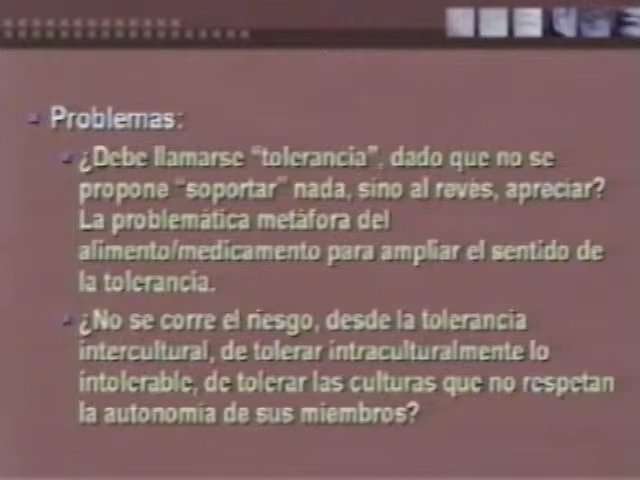 Problemas:
¿Debe llamarse "tolerancia", dado que no se
propone "soportar" nada, sino al revés, apreciar?
La problemática metáfora del
alimento/medicamento para ampliar el sentido de
la tolerancia.
¿No se corre el riesgo, desde la tolerancia
intercultural, de tolerar intraculturalmente lo
intolerable, de tolerar las culturas que no respetan
la autonomía de sus miembros?